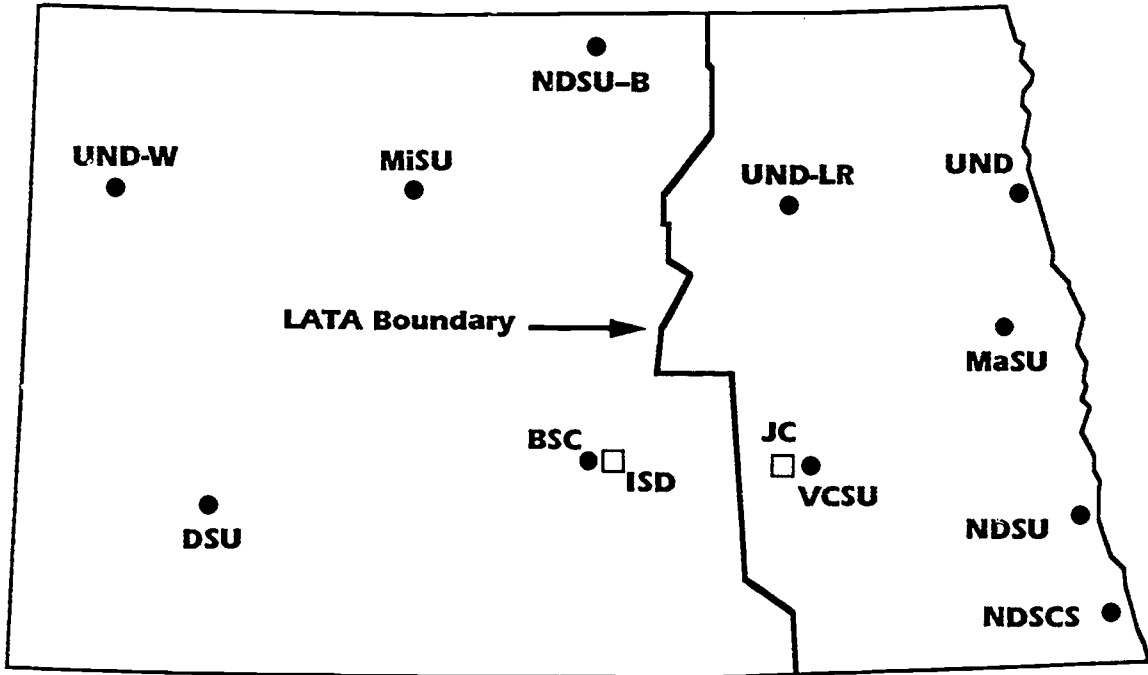 NDSU-B
UND-W
MiSU
UND-LR
UND
LATA Boundary
MaSU
BSC
ISD
JC
VCSU
DSU
NDSU
NDSCS